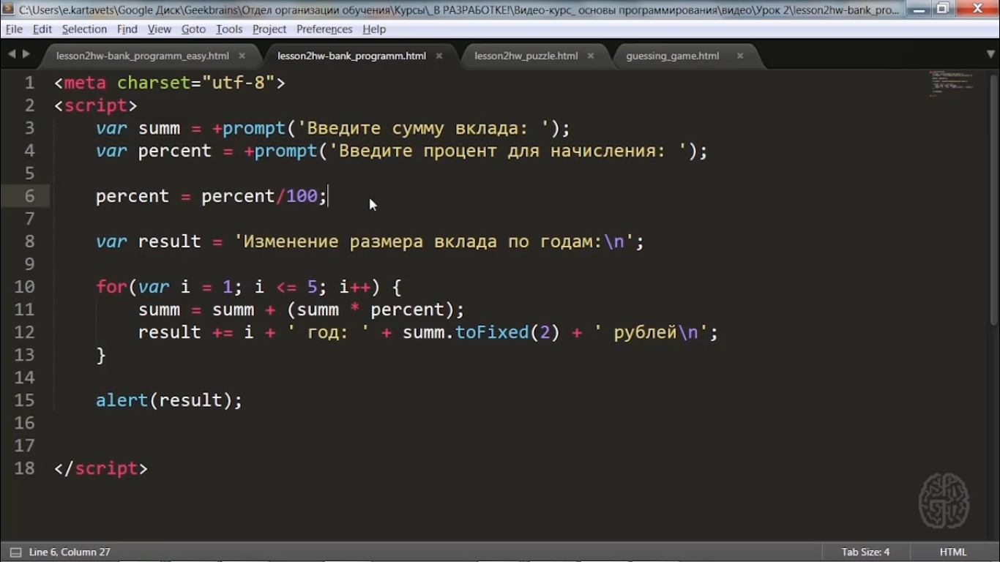 C:\Users\e.kartavets\Google Диск\Geekbrains\Отдел организации обучения\Курсы\_В РАЗРАБОТКЕ!\Видео-курс_ основы программирования\видео\Урок 2\lesson2hw-bank_pro...
File Edit Selection Find View Goto Tools Project Preferences Help
lesson2hw-bank_programm_easy.html × lesson2hw-bank_programm.html × lesson2hw_puzzle.html × guessing_game.html ×
1 <meta charset="utf-8">
2 <script>
3     var summ = +prompt('Введите сумму вклада: ');
4     var percent = +prompt('Введите процент для начисления: ');
5
6     percent = percent/100;
7
8     var result = 'Изменение размера вклада по годам:\n';
9
10     for(var i = 1; i <= 5; i++) {
11         summ = summ + (summ * percent);
12         result += i + ' год: ' + summ.toFixed(2) + ' рублей\n';
13     }
14
15     alert(result);
16
17
18 </script>
Line 6, Column 27 Tab Size: 4 HTML